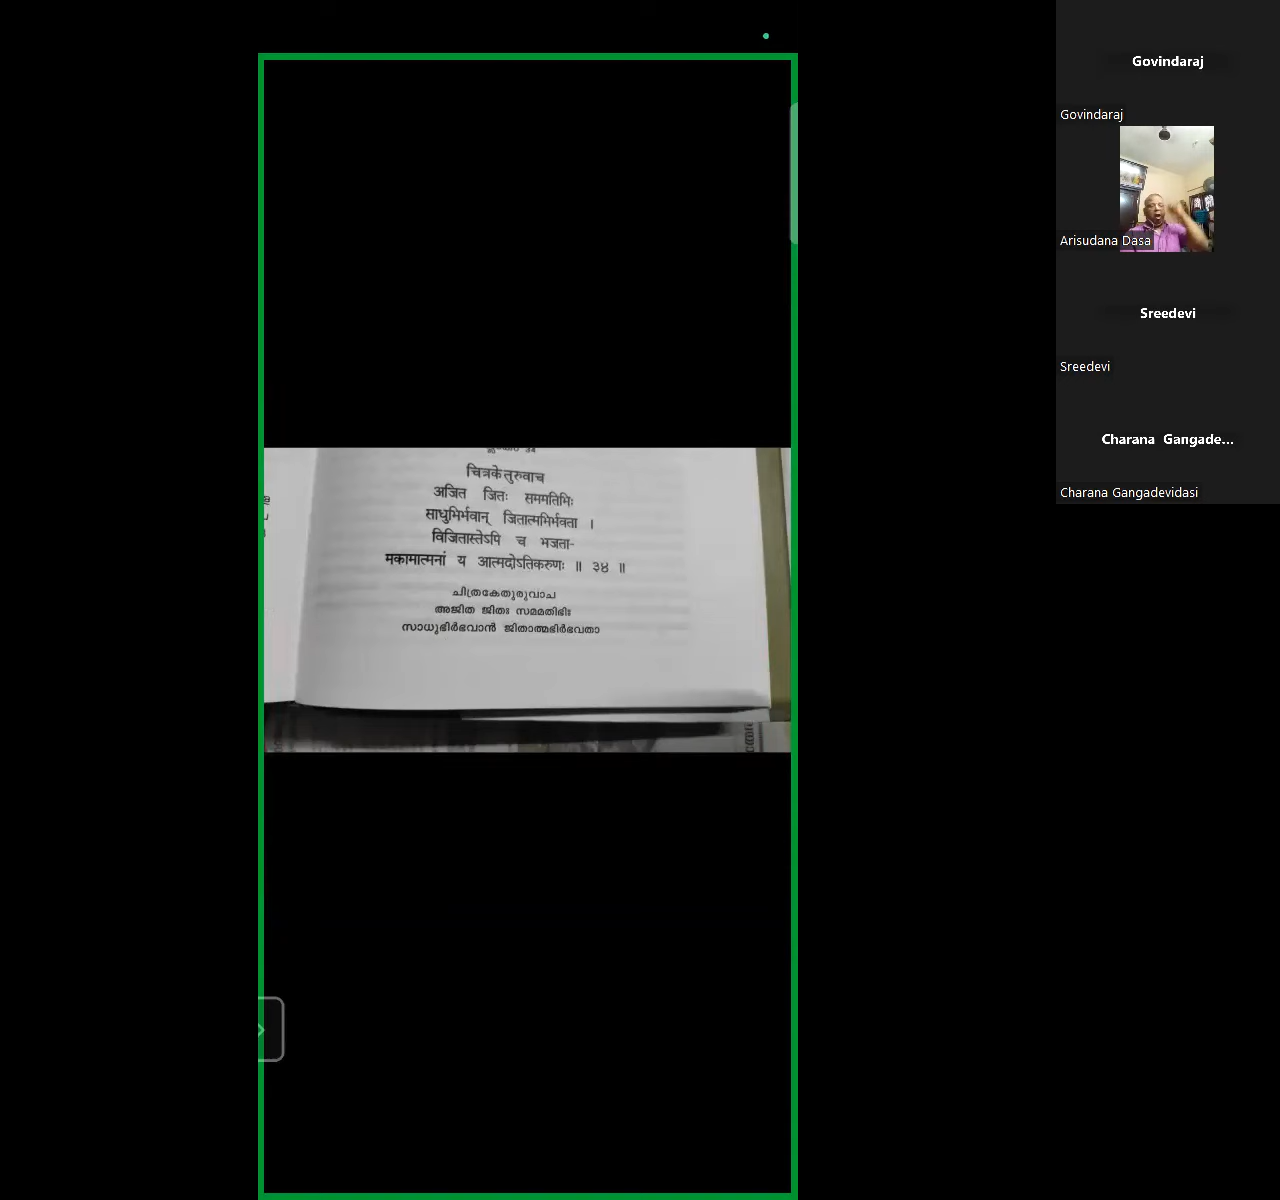 चित्रकेतुरुवाच
अजित जितः सममतिभिः
साधुभिर्भवान् जितात्मभिर्भवता ।
विजितास्तेऽपि च भजता-
मकामात्मनां य आत्मदोऽतिकरुणः ॥ ३४ ॥
ചിത്രകേതുരുവാച
അജിത ജിതഃ സമമതിഭിഃ
സാധുഭിർഭവാൻ ജിതാത്മഭിർഭവതാ
Govindaraj
Govindaraj
Arisudana Dasa
Sreedevi
Sreedevi
Charana Gangade...
Charana Gangadevidasi